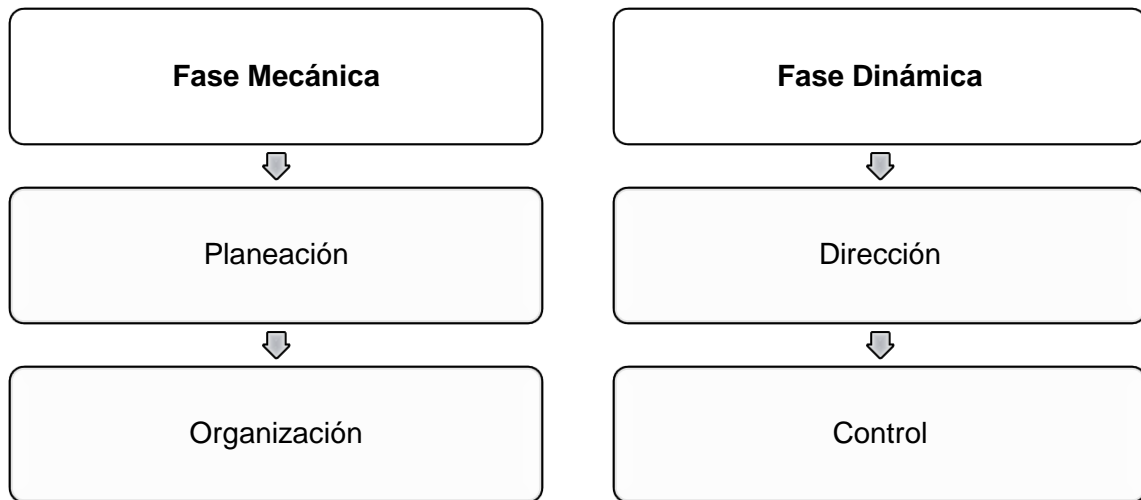 Fase Mecánica
Planeación
Organización
Fase Dinámica
Dirección
Control